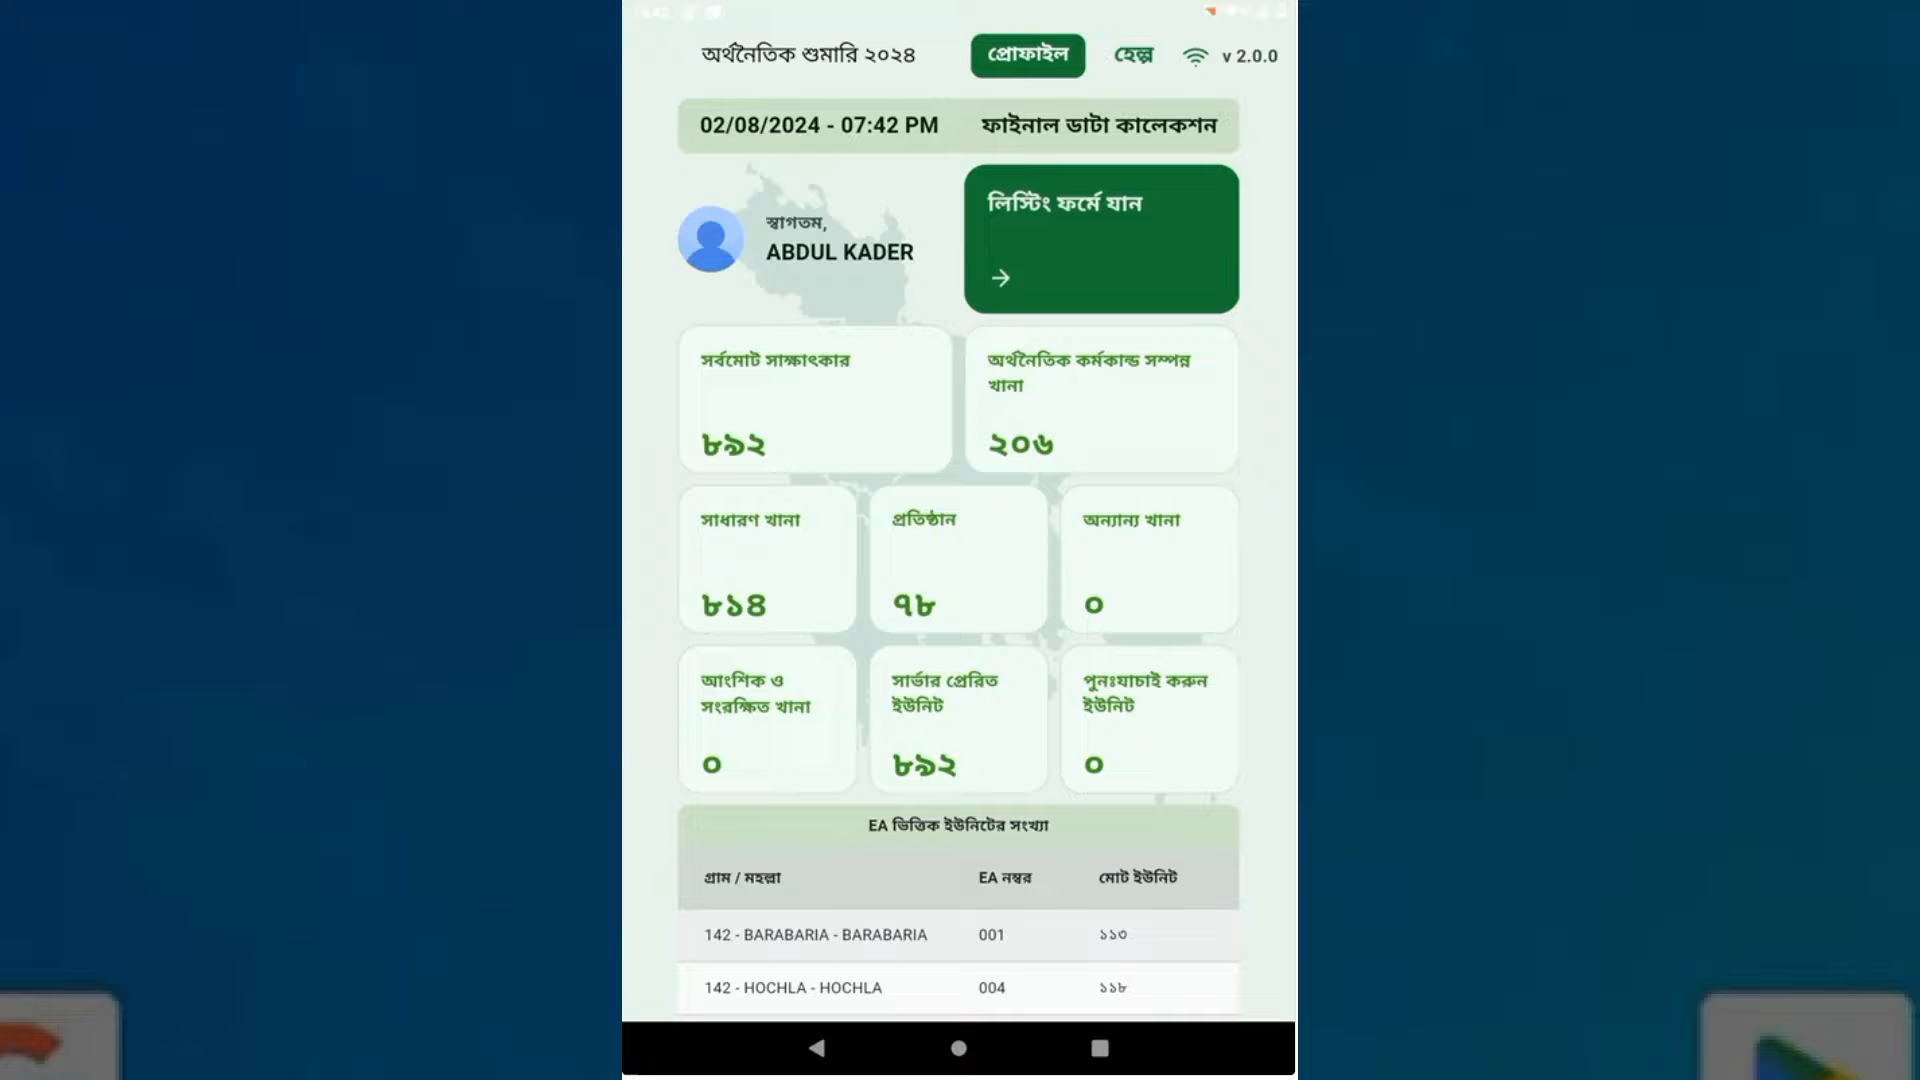 অর্থনৈতিক শুমারি ২০২৪ প্রোফাইল হেল্প v 2.0.0
02/08/2024 - 07:42 PM ফাইনাল ডাটা কালেকশন
স্বাগতম,
ABDUL KADER
লিস্টিং ফর্মে যান
সর্বমোট সাক্ষাৎকার
৮৯২
অর্থনৈতিক কর্মকান্ড সম্পন্ন
খানা
২০৬
সাধারণ খানা
৮১৪
প্রতিষ্ঠান
৭৮
অন্যান্য খানা
০
আংশিক ও
সংরক্ষিত খানা
০
সার্ভার প্রেরিত
ইউনিট
৮৯২
পুনঃযাচাই করুন
ইউনিট
০
EA ভিত্তিক ইউনিটের সংখ্যা
গ্রাম / মহল্লা EA নম্বর মোট ইউনিট
142 - BARABARIA - BARABARIA 001 ১১৩
142 - HOCHLA - HOCHLA 004 ১১৮